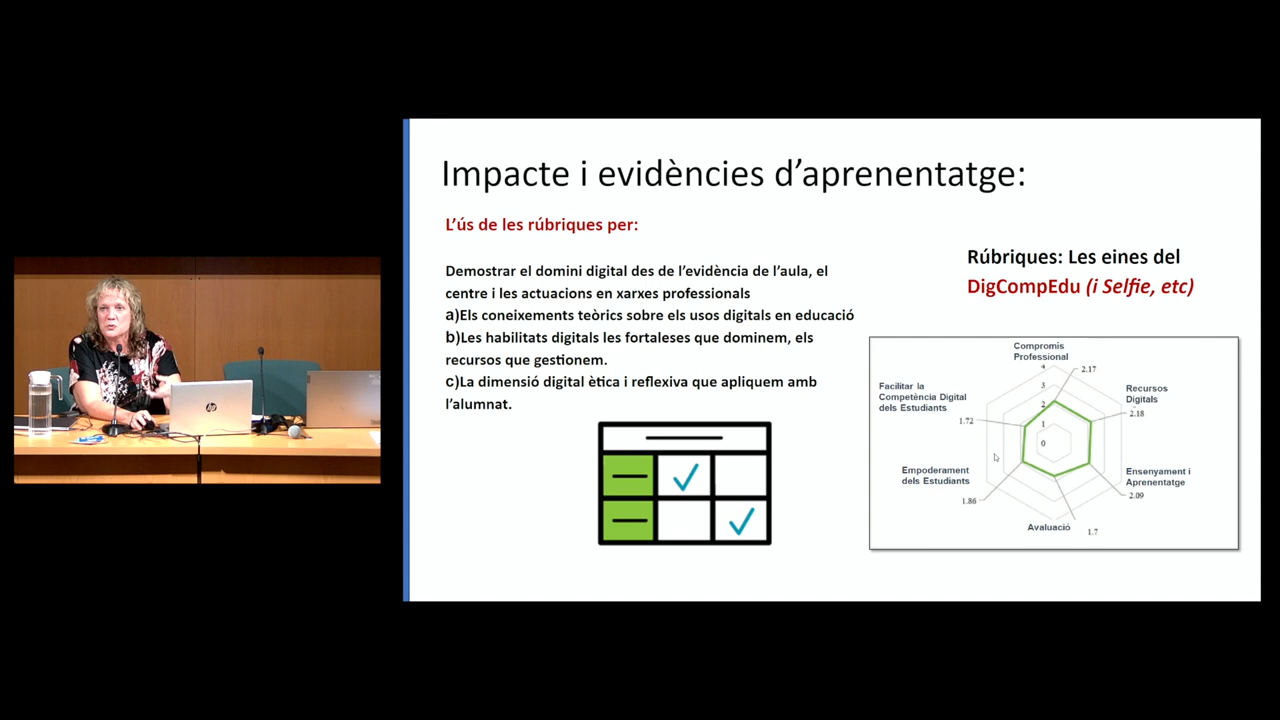 Impacte i evidències d'aprenentatge:
L'ús de les rúbriques per:
Demostrar el domini digital des de l'evidència de l'aula, el
centre i les actuacions en xarxes professionals
a)Els coneixements teòrics sobre els usos digitals en educació
b)Les habilitats digitals les fortaleses que dominem, els
recursos que gestionem.
c)La dimensió digital ètica i reflexiva que apliquem amb
l'alumnat.
Rúbriques: Les eines del
DigCompEdu (i Selfie, etc)
Compromis
Professional
2.17
Recursos
Digitals
2.18
Ensenyament i
Aprenentatge
2.09
Avaluació
1.7
Empoderament
dels Estudiants
1.86
Facilitar la
Competència Digital
dels Estudiants
1.72
4
3
2
1
0
hp